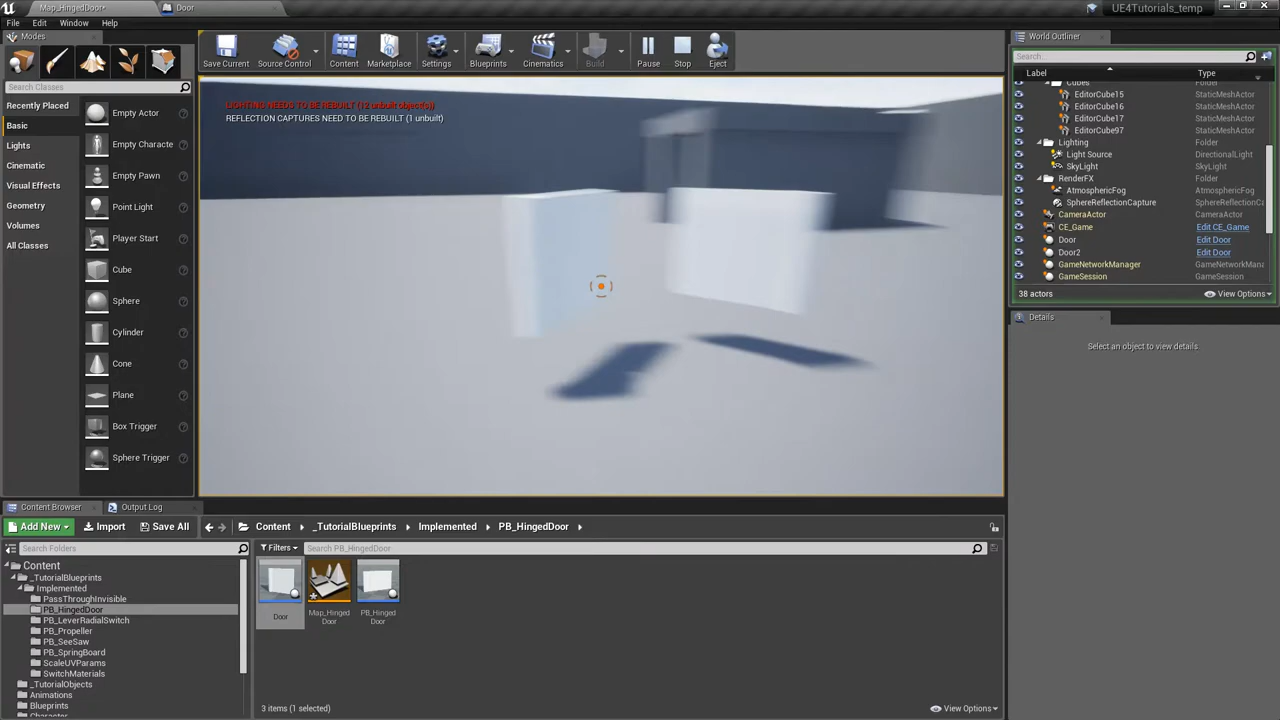 Map_HingedDoor*
Door
UE4Tutorials_temp
File Edit Window Help
Modes
Search Classes
Recently Placed
Basic
Lights
Cinematic
Visual Effects
Geometry
Volumes
All Classes
Empty Actor
Empty Characte
Empty Pawn
Point Light
Player Start
Cube
Sphere
Cylinder
Cone
Plane
Box Trigger
Sphere Trigger
Save Current Source Control Content Marketplace Settings Blueprints Cinematics Build Pause Stop Eject
LIGHTING NEEDS TO BE REBUILT (12 unbuilt object(s))
REFLECTION CAPTURES NEED TO BE REBUILT (1 unbuilt)
World Outliner
Search...
Label Type
Cubes Folder
EditorCube15 StaticMeshActor
EditorCube16 StaticMeshActor
EditorCube17 StaticMeshActor
EditorCube97 StaticMeshActor
Lighting Folder
Light Source DirectionalLight
SkyLight SkyLight
RenderFX Folder
AtmosphericFog AtmosphericFog
SphereReflectionCapture SphereReflectionCa
CameraActor CameraActor
CE_Game Edit CE_Game
Door Edit Door
Door2 Edit Door
GameNetworkManager GameNetworkMana
GameSession GameSession
38 actors View Options
Details
Select an object to view details.
Content Browser Output Log
Add New Import Save All Content _TutorialBlueprints Implemented PB_HingedDoor
Search Folders
Filters Search PB_HingedDoor
Content
_TutorialBlueprints
Implemented
PassThroughInvisible
PB_HingedDoor
PB_LeverRadialSwitch
PB_Propeller
PB_SeeSaw
PB_SpringBoard
ScaleUVParams
SwitchMaterials
_TutorialObjects
Animations
Blueprints
Character
Door
Map_Hinged
Door
PB_Hinged
Door
3 items (1 selected) View Options